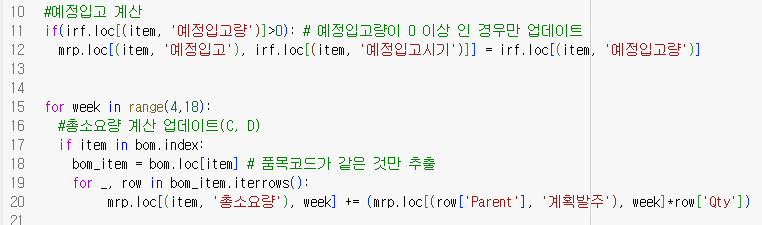 10 #예정입고 계산
11 if(irf.loc[(item, '예정입고량')]>0): # 예정입고량이 0 이상 인 경우만 업데이트
12   mrp.loc[(item, '예정입고'), irf.loc[(item, '예정입고시기')]] = irf.loc[(item, '예정입고량')]
13
14
15 for week in range(4,18):
16   #총소요량 계산 업데이트(C, D)
17   if item in bom.index:
18     bom_item = bom.loc[item] # 품목코드가 같은 것만 추출
19     for _, row in bom_item.iterrows():
20         mrp.loc[(item, '총소요량'), week] += (mrp.loc[(row['Parent'], '계획발주'), week]*row['Qty'])
21